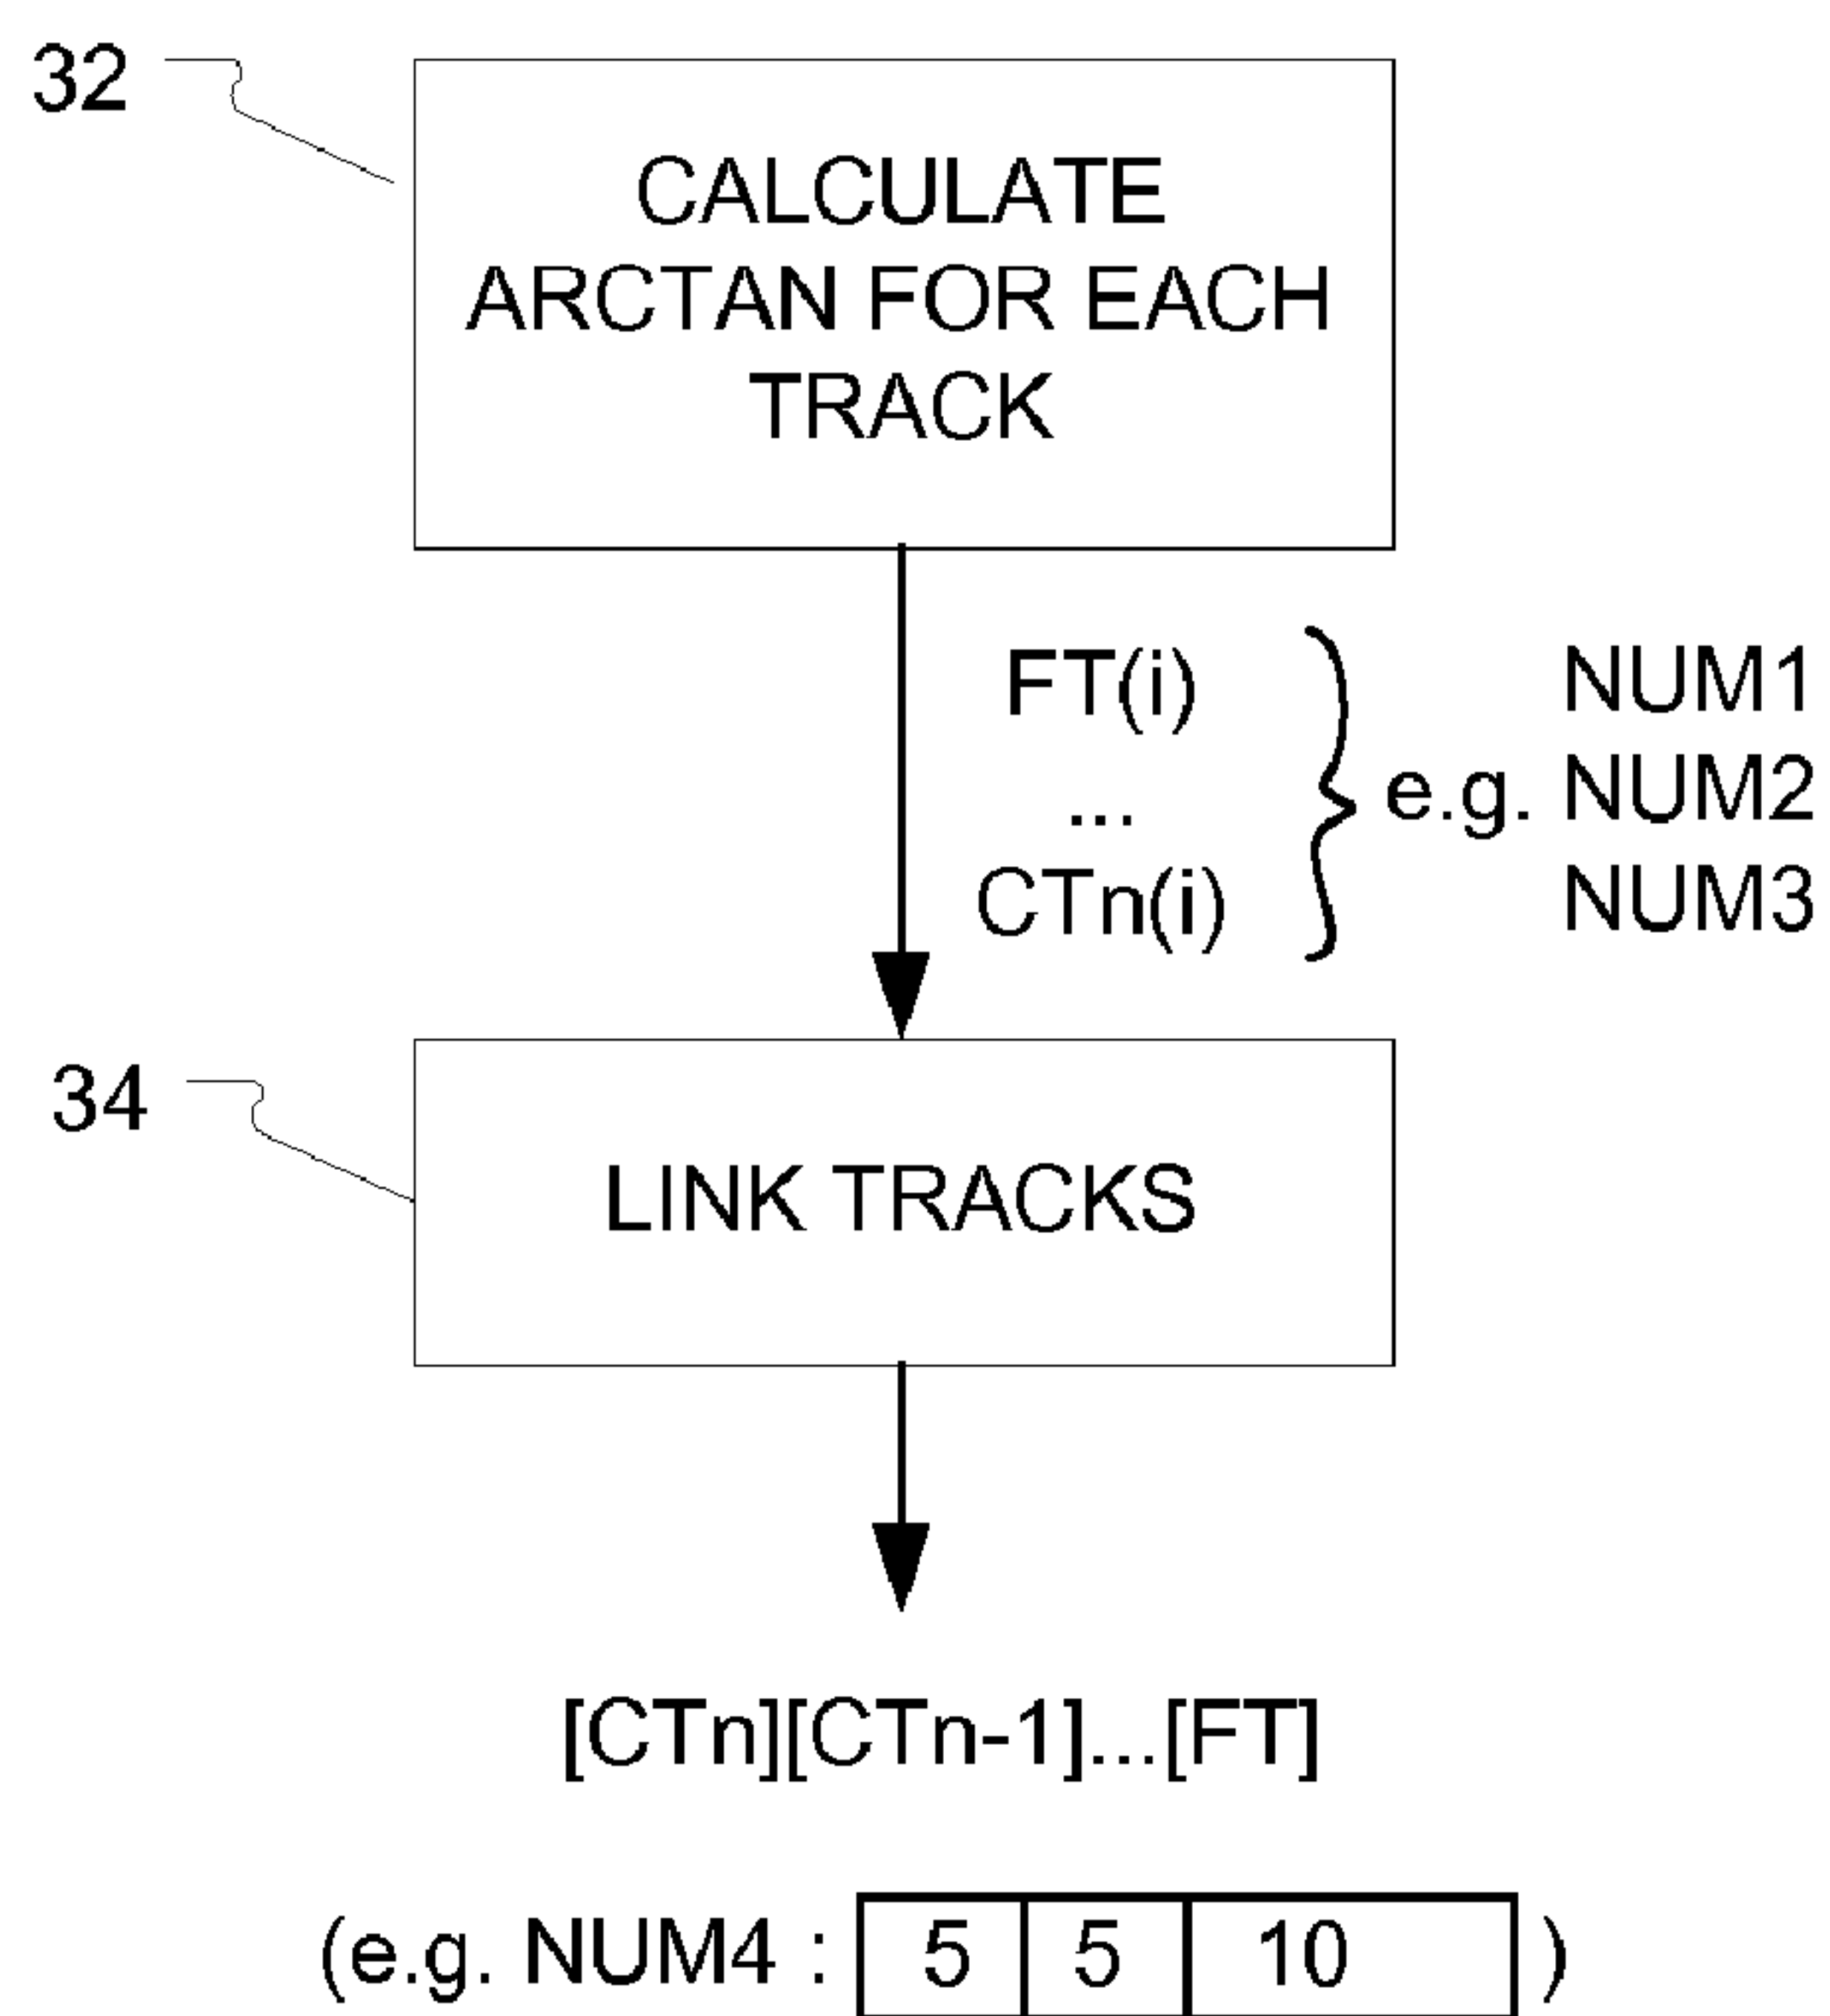 32
CALCULATE
ARCTAN FOR EACH
TRACK
FT(i)
...
CTn(i)
NUM1
e.g. NUM2
NUM3
34
LINK TRACKS
[CTn][CTn-1]...[FT]
(e.g. NUM4 : 5 5 10 )